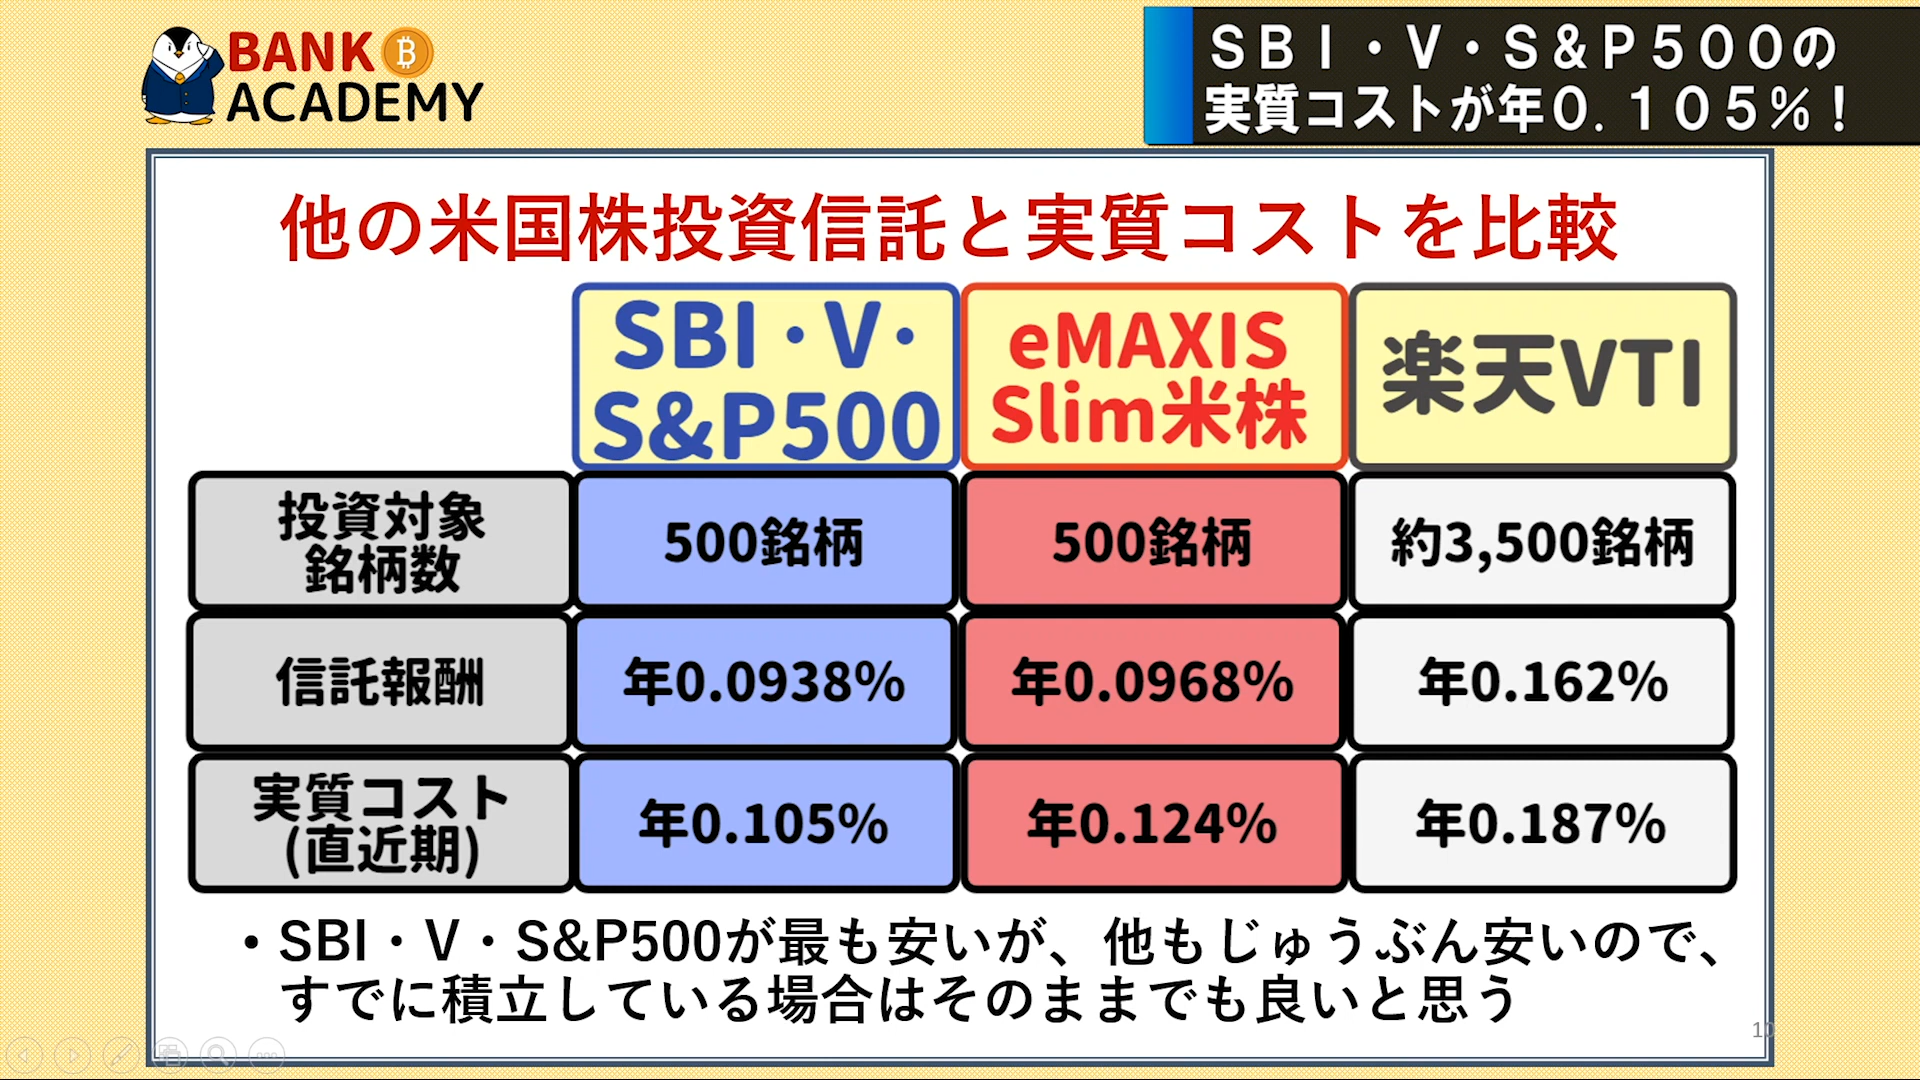 BANK
ACADEMY
SBI・V・S&P500の
実質コストが年0.105%！
他の米国株投資信託と実質コストを比較
SBI・V・
S&P500
eMAXIS
Slim米株
楽天VTI
投資対象
銘柄数
500銘柄
500銘柄
約3,500銘柄
信託報酬
年0.0938%
年0.0968%
年0.162%
実質コスト
(直近期)
年0.105%
年0.124%
年0.187%
・SBI・V・S&P500が最も安いが、他もじゅうぶん安いので、
すでに積立している場合はそのままでも良いと思う